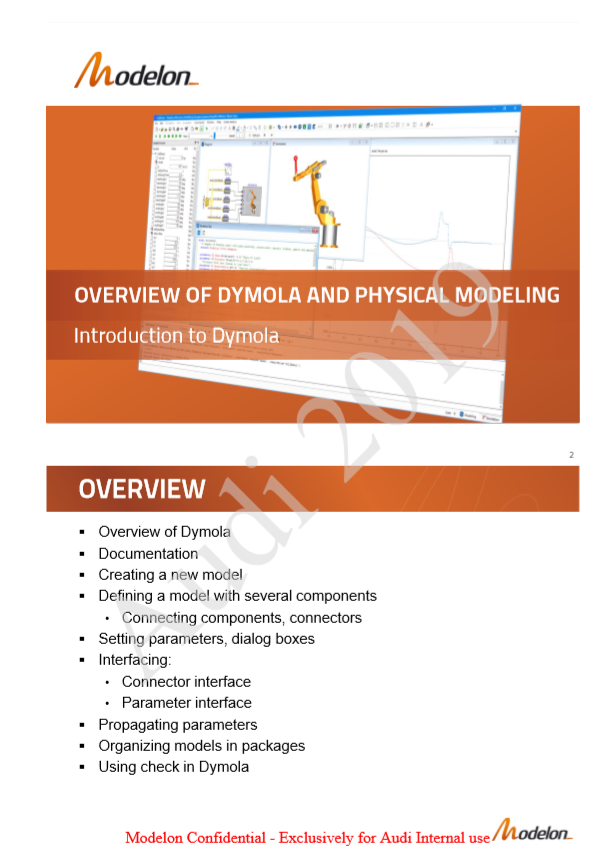 Modelon
OVERVIEW OF DYMOLA AND PHYSICAL MODELING
Introduction to Dymola
Audi 2019
2
OVERVIEW
▪ Overview of Dymola
▪ Documentation
▪ Creating a new model
▪ Defining a model with several components
• Connecting components, connectors
▪ Setting parameters, dialog boxes
▪ Interfacing:
• Connector interface
• Parameter interface
▪ Propagating parameters
▪ Organizing models in packages
▪ Using check in Dymola
Modelon Confidential - Exclusively for Audi Internal use
Modelon